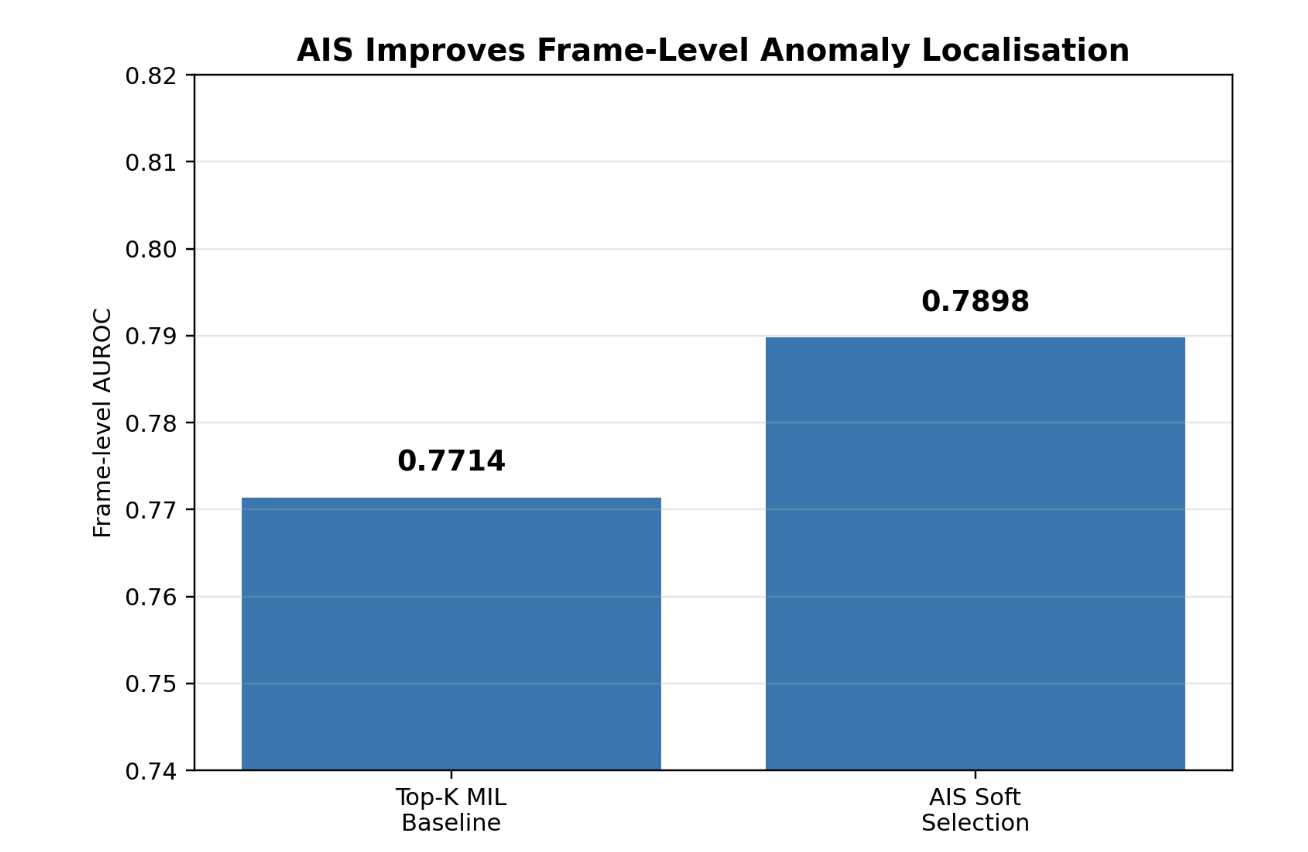 AIS Improves Frame-Level Anomaly Localisation
0.82
0.81
0.80
0.79
0.78
0.77
0.76
0.75
0.74
Frame-level AUROC
0.7714
0.7898
Top-K MIL
Baseline
AIS Soft
Selection